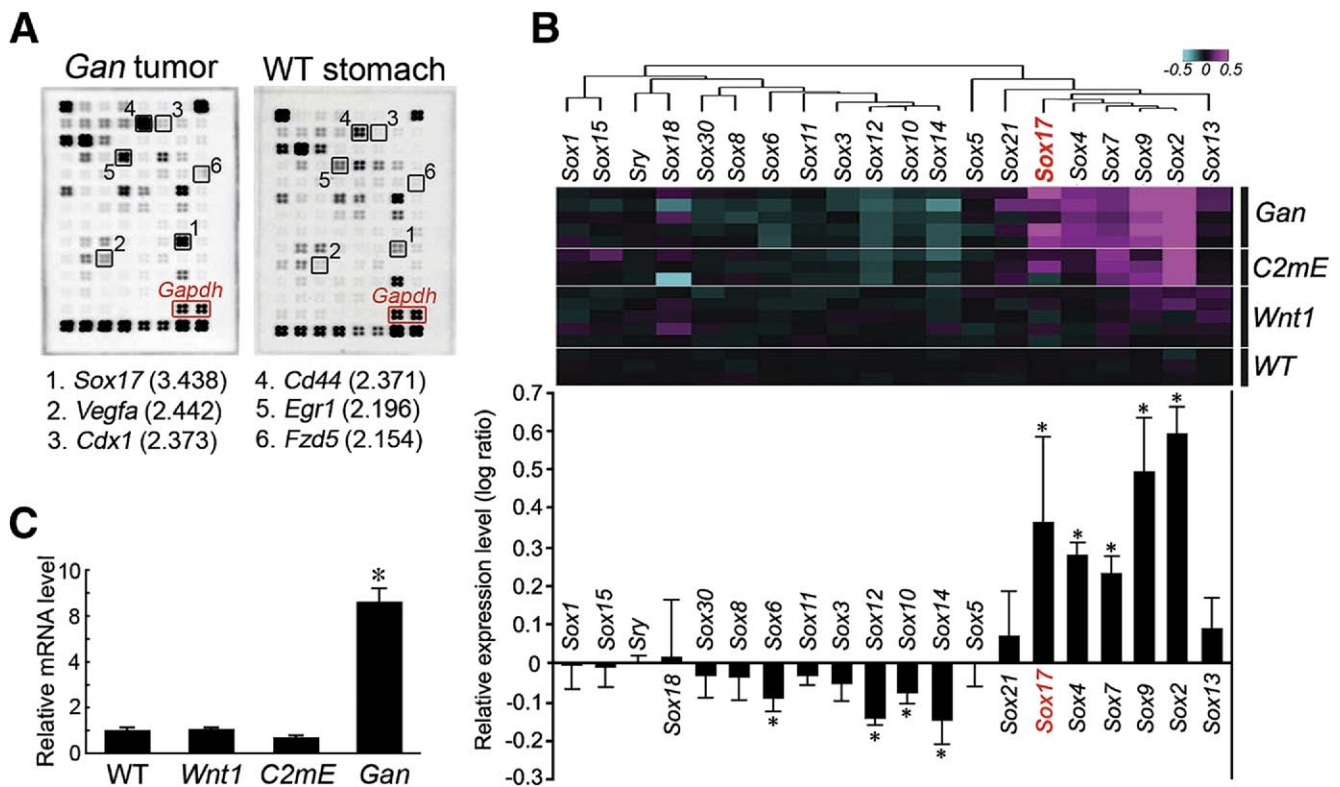 A
Gan tumor
WT stomach
4
3
5
6
1
2
Gapdh
4
3
5
6
1
2
Gapdh
1. Sox17 (3.438)
2. Vegfa (2.442)
3. Cdx1 (2.373)
4. Cd44 (2.371)
5. Egr1 (2.196)
6. Fzd5 (2.154)
B
-0.5 0 0.5
Sox1 Sox15 Sry Sox18 Sox30 Sox8 Sox6 Sox11 Sox3 Sox12 Sox10 Sox14 Sox5 Sox21 Sox17 Sox4 Sox7 Sox9 Sox2 Sox13
Gan
C2mE
Wnt1
WT
Relative expression level (log ratio)
0.7
0.6
0.5
0.4
0.3
0.2
0.1
0
-0.1
-0.2
-0.3
* * * * *
Sox1 Sox15 Sry Sox30 Sox8 Sox6 Sox11 Sox3 Sox12 Sox10 Sox14 Sox5
Sox18 Sox21 Sox17 Sox4 Sox7 Sox9 Sox2 Sox13
* * * *
C
Relative mRNA level
10
8
4
2
0
*
WT Wnt1 C2mE Gan